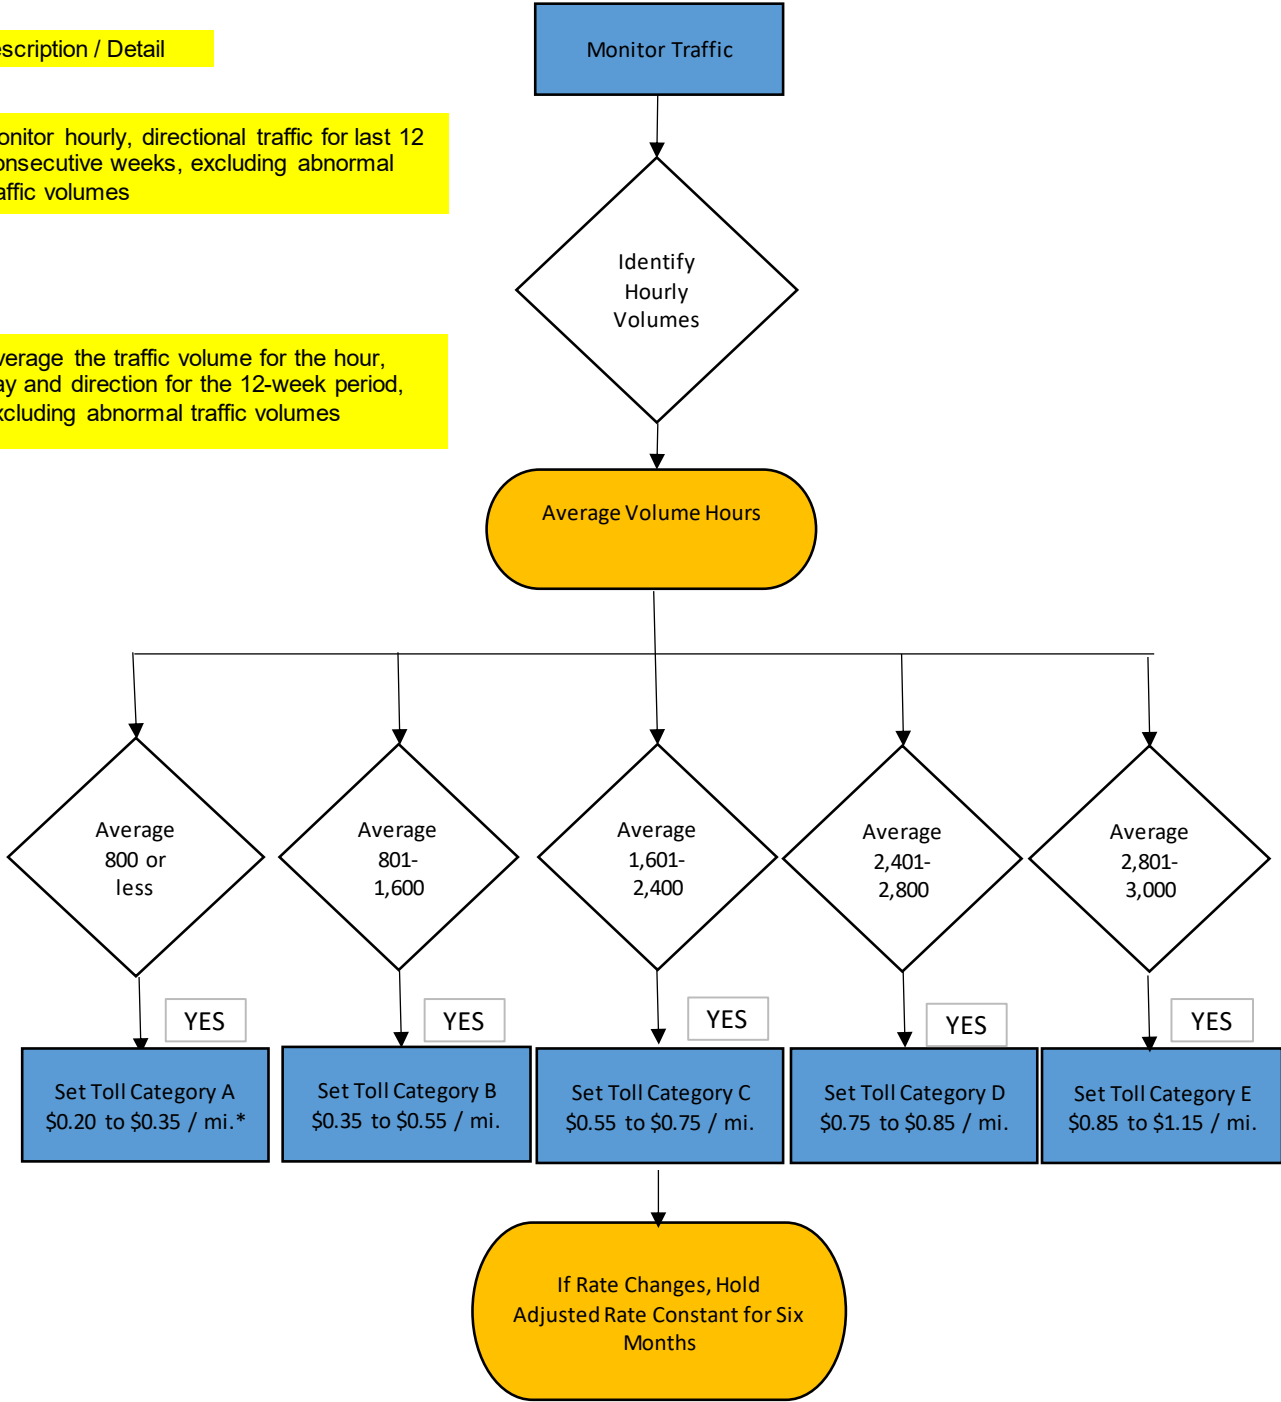 escription / Detail
Monitor Traffic
onitor hourly, directional traffic for last 12
onsecutive weeks, excluding abnormal
affic volumes
Identify
Hourly
Volumes
verage the traffic volume for the hour,
ay and direction for the 12-week period,
xcluding abnormal traffic volumes
Average Volume Hours
Average
800 or
less
Average
801-
1,600
Average
1,601-
2,400
Average
2,401-
2,800
Average
2,801-
3,000
YES
YES
YES
YES
YES
Set Toll Category A
$0.20 to $0.35 / mi.*
Set Toll Category B
$0.35 to $0.55 / mi.
Set Toll Category C
$0.55 to $0.75 / mi.
Set Toll Category D
$0.75 to $0.85 / mi.
Set Toll Category E
$0.85 to $1.15 / mi.
If Rate Changes, Hold
Adjusted Rate Constant for Six
Months